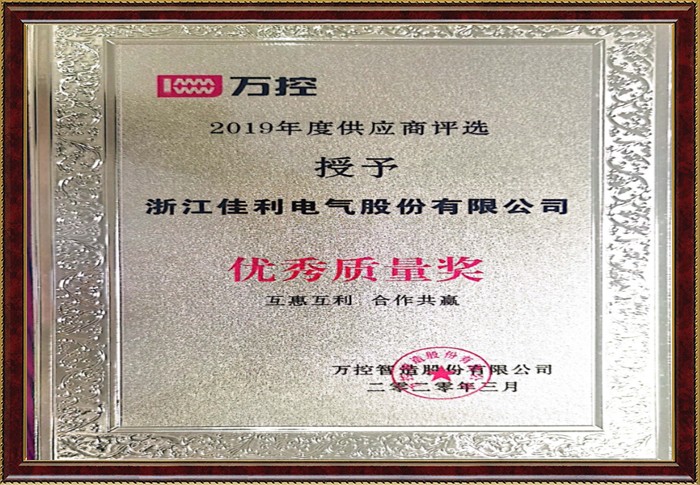 万控
2019年度供应商评选
授予
浙江佳利电气股份有限公司
优秀质量奖
互惠互利 合作共赢
万控智造股份有限公司
二零二零年三月